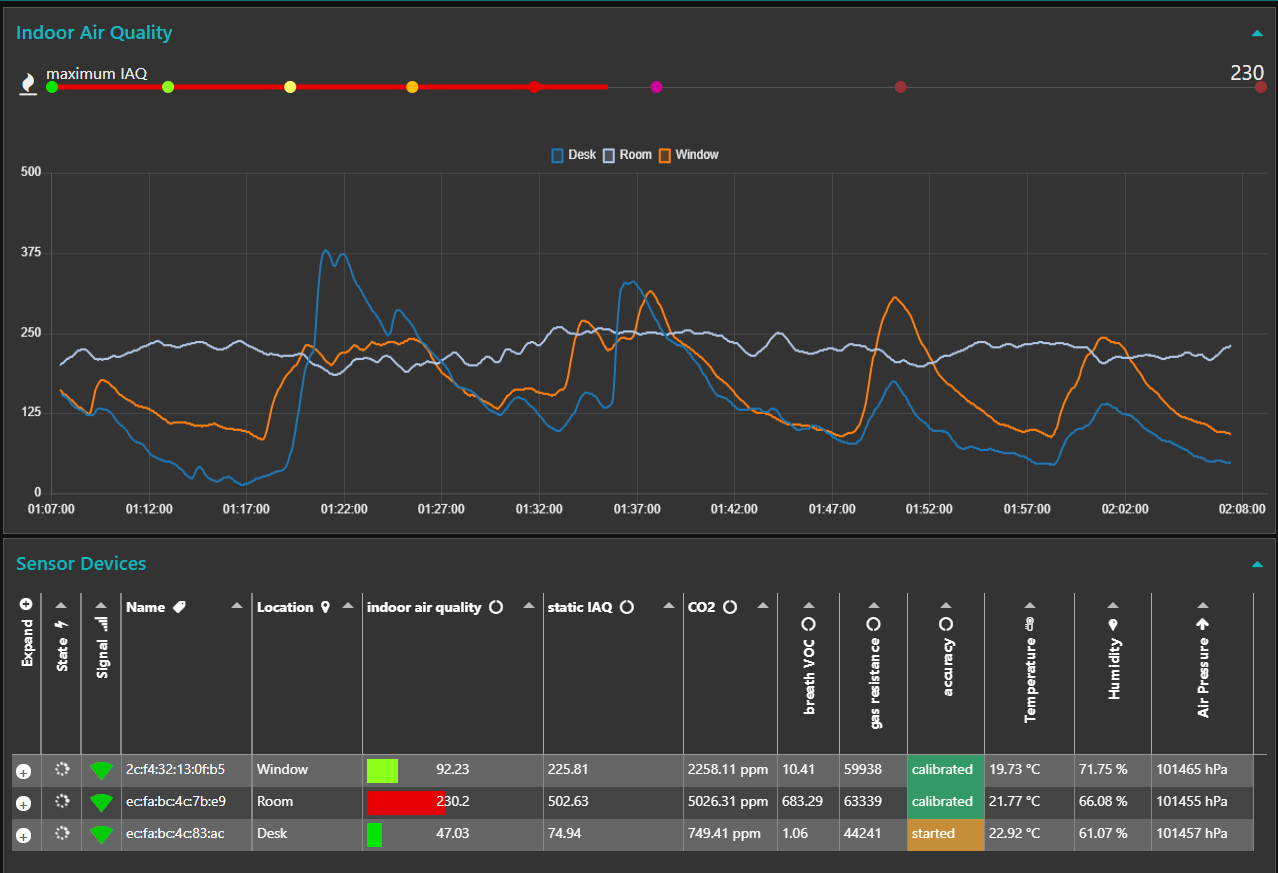 Indoor Air Quality
maximum IAQ
230
Desk Room Window
500
375
250
125
0
01:07:00 01:12:00 01:17:00 01:22:00 01:27:00 01:32:00 01:37:00 01:42:00 01:47:00 01:52:00 01:57:00 02:02:00 02:08:00
Sensor Devices
Expand State Signal Name Location indoor air quality static IAQ CO2 breath VOC gas resistance accuracy Temperature Humidity Air Pressure
2c:f4:32:13:0f:b5 Window 92.23 225.81 2258.11 ppm 10.41 59938 calibrated 19.73 °C 71.75 % 101465 hPa
ec:fa:bc:4c:7b:e9 Room 230.2 502.63 5026.31 ppm 683.29 63339 calibrated 21.77 °C 66.08 % 101455 hPa
ec:fa:bc:4c:83:ac Desk 47.03 74.94 749.41 ppm 1.06 44241 started 22.92 °C 61.07 % 101457 hPa